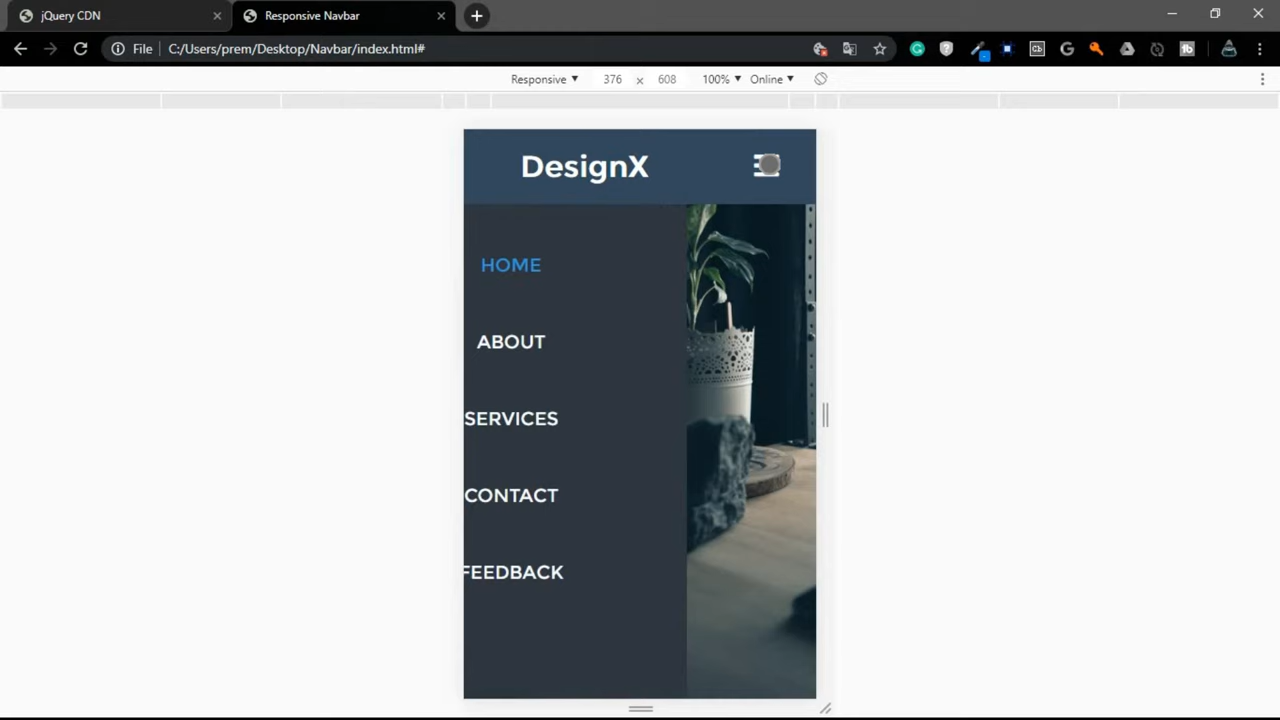 jQuery CDN
Responsive Navbar
File C:/Users/prem/Desktop/Navbar/index.html#
Responsive 376 × 608 100% Online
DesignX
HOME
ABOUT
SERVICES
CONTACT
FEEDBACK